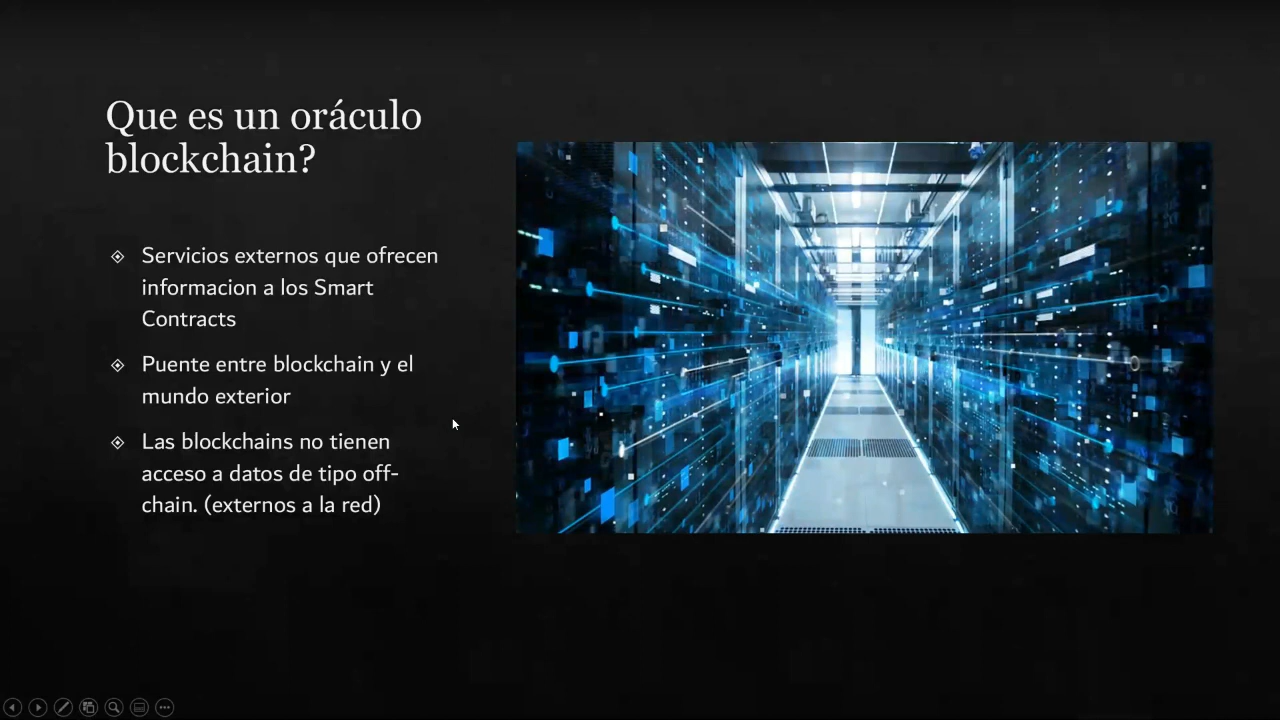 Que es un oráculo
blockchain?
Servicios externos que ofrecen
informacion a los Smart
Contracts
Puente entre blockchain y el
mundo exterior
Las blockchains no tienen
acceso a datos de tipo off-
chain. (externos a la red)